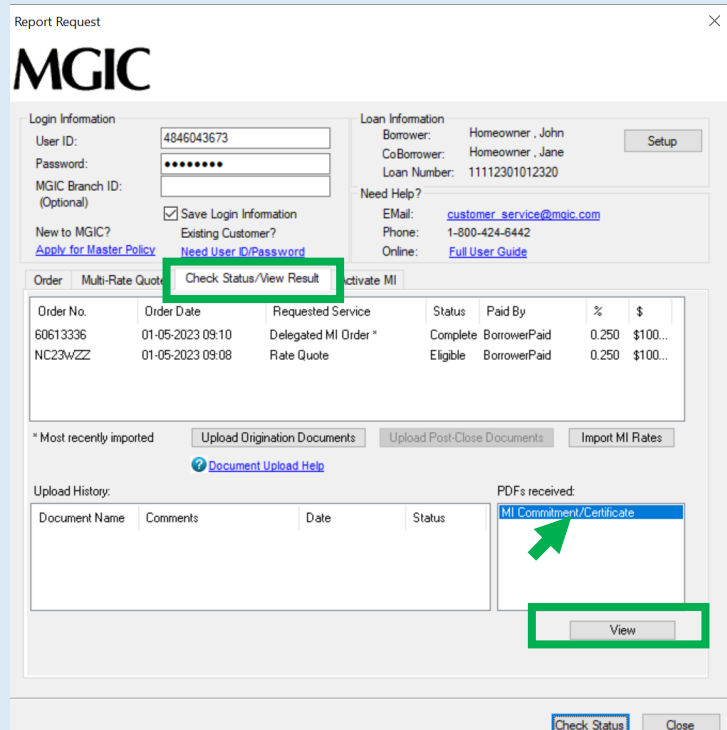 Report Request
MGIC
Login Information
User ID: 4846043673
Password:
MGIC Branch ID:
(Optional)
Save Login Information
New to MGIC? Existing Customer?
Apply for Master Policy Need User ID/Password
Loan Information
Borrower: Homeowner , John
CoBorrower: Homeowner , Jane
Loan Number: 11112301012320
Setup
Need Help?
EMail: customer_service@mgic.com
Phone: 1-800-424-6442
Online: Full User Guide
Order Multi-Rate Quote Check Status/View Result ctivate MI
Order No. Order Date Requested Service Status Paid By % $
60613336 01-05-2023 09:10 Delegated MI Order * Complete BorrowerPaid 0.250 $100...
NC23WZZ 01-05-2023 09:08 Rate Quote Eligible BorrowerPaid 0.250 $100...
* Most recently imported Upload Origination Documents Upload Post-Close Documents Import MI Rates
? Document Upload Help
Upload History: PDFs received:
Document Name Comments Date Status
MI Commitment/Certificate
View
Check Status Close